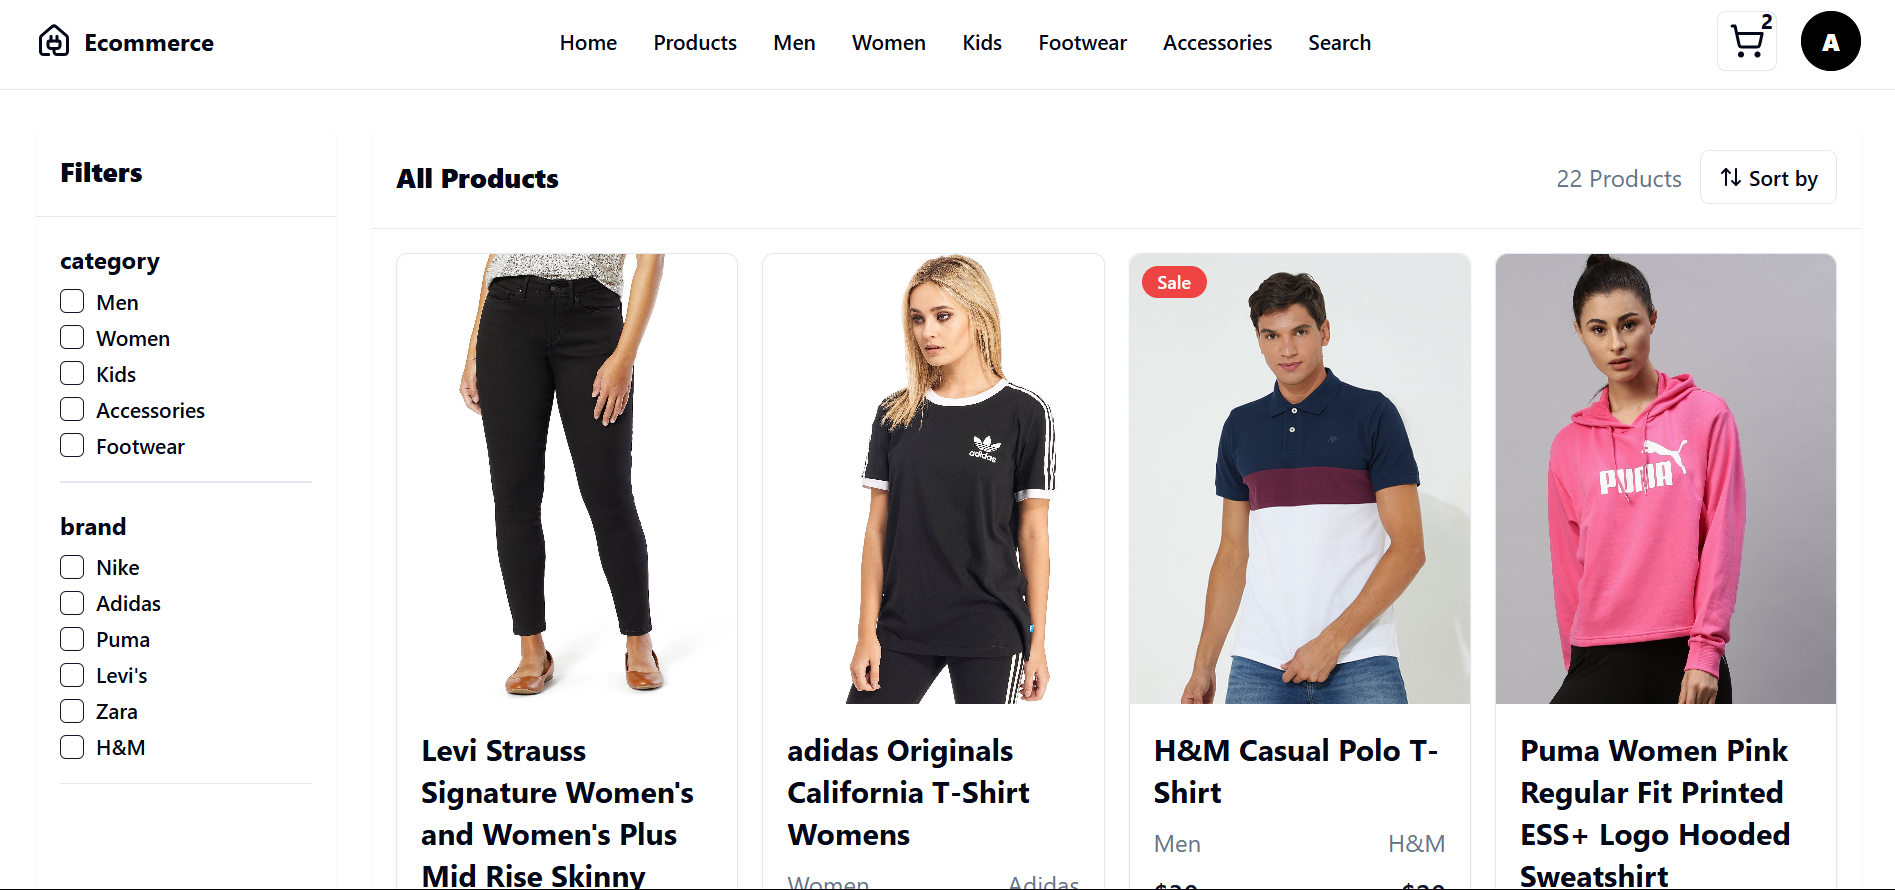 Ecommerce
Home Products Men Women Kids Footwear Accessories Search
2
A
Filters
category
Men
Women
Kids
Accessories
Footwear
brand
Nike
Adidas
Puma
Levi's
Zara
H&M
All Products
22 Products
Sort by
Levi Strauss
Signature Women's
and Women's Plus
Mid Rise Skinny
adidas
adidas Originals
California T-Shirt
Womens
Women Adidas
Sale
H&M Casual Polo T-
Shirt
Men H&M
PUMA
Puma Women Pink
Regular Fit Printed
ESS+ Logo Hooded
Sweatshirt